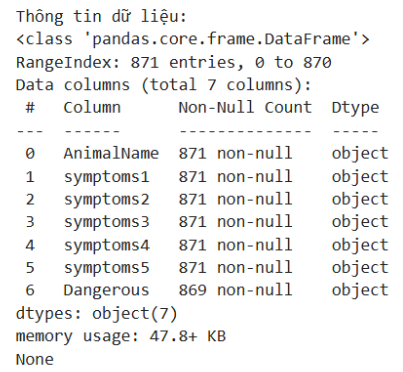 Thông tin dữ liệu:
<class 'pandas.core.frame.DataFrame'>
RangeIndex: 871 entries, 0 to 870
Data columns (total 7 columns):
 #   Column      Non-Null Count  Dtype
---  ------      --------------  -----
 0   AnimalName  871 non-null    object
 1   symptoms1   871 non-null    object
 2   symptoms2   871 non-null    object
 3   symptoms3   871 non-null    object
 4   symptoms4   871 non-null    object
 5   symptoms5   871 non-null    object
 6   Dangerous   869 non-null    object
dtypes: object(7)
memory usage: 47.8+ KB
None